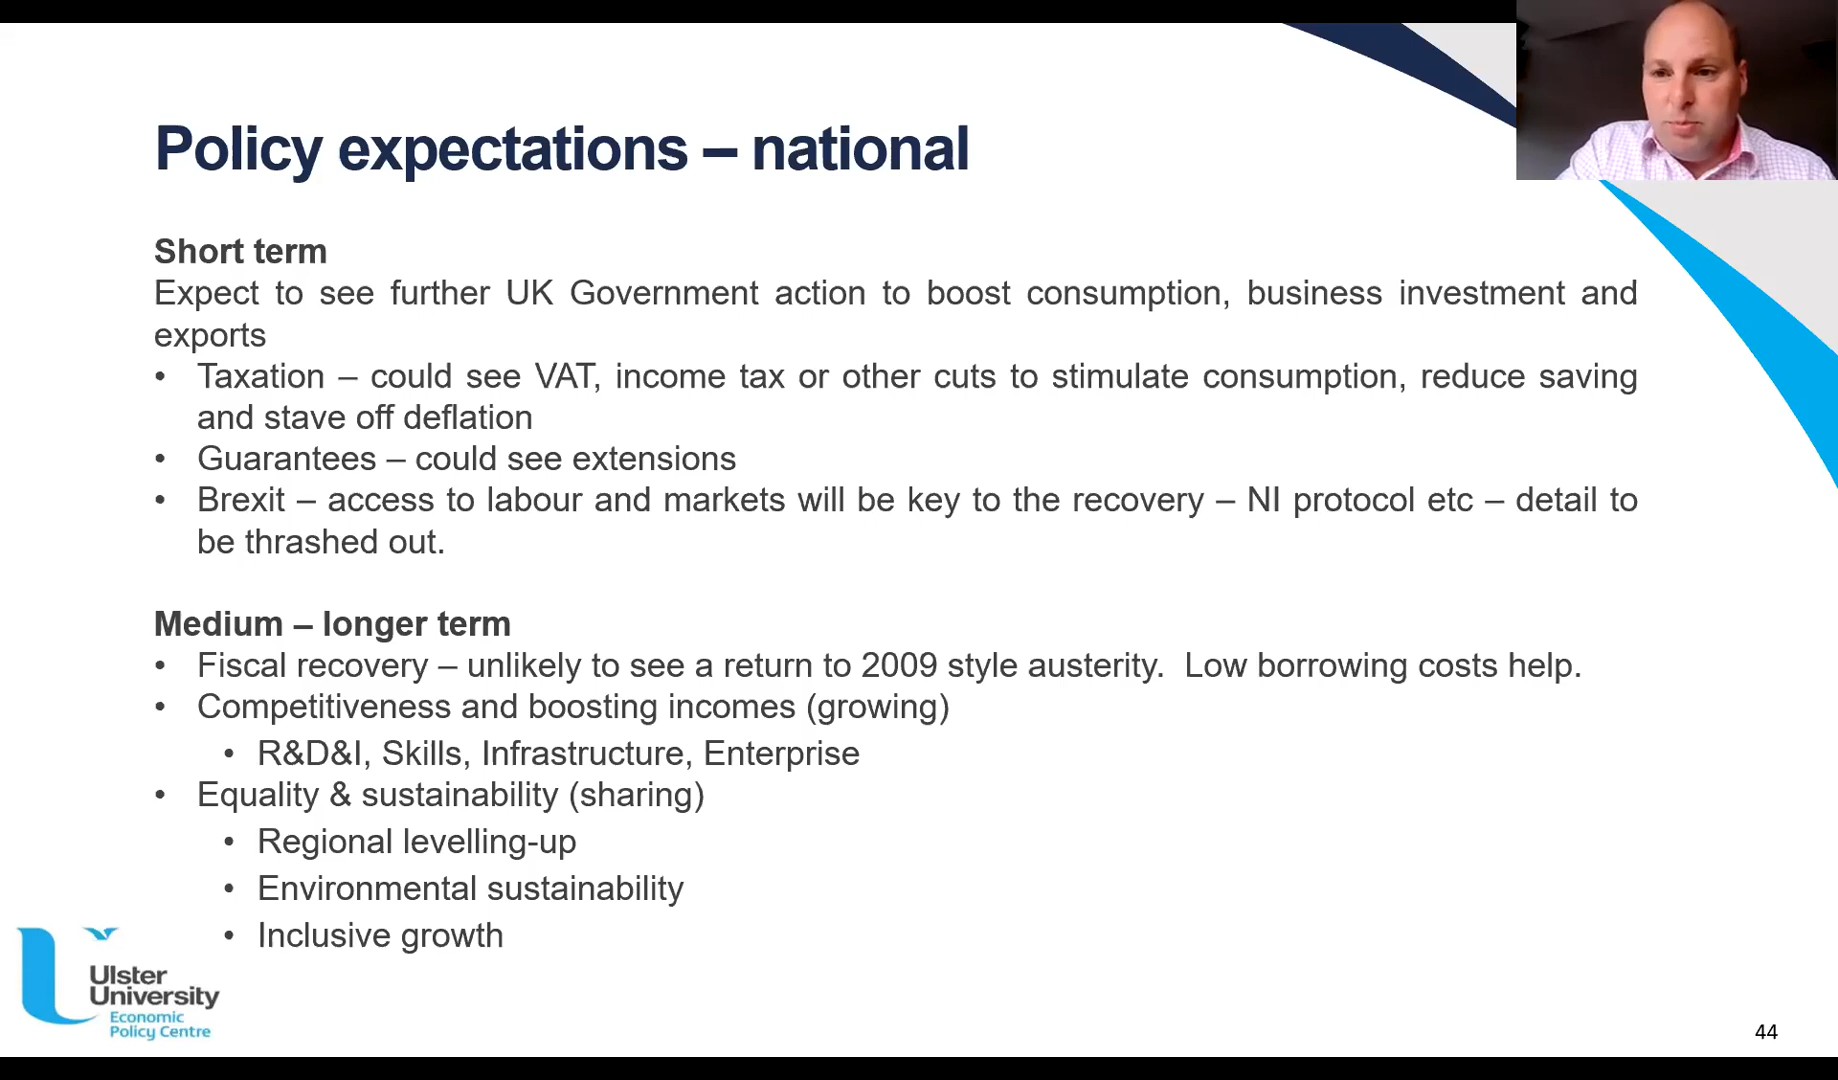 Policy expectations – national
Short term
Expect to see further UK Government action to boost consumption, business investment and
exports
• Taxation – could see VAT, income tax or other cuts to stimulate consumption, reduce saving
and stave off deflation
• Guarantees – could see extensions
• Brexit – access to labour and markets will be key to the recovery – NI protocol etc – detail to
be thrashed out.
Medium – longer term
• Fiscal recovery – unlikely to see a return to 2009 style austerity.  Low borrowing costs help.
• Competitiveness and boosting incomes (growing)
• R&D&I, Skills, Infrastructure, Enterprise
• Equality & sustainability (sharing)
• Regional levelling-up
• Environmental sustainability
• Inclusive growth
Ulster
University
Economic
Policy Centre
44